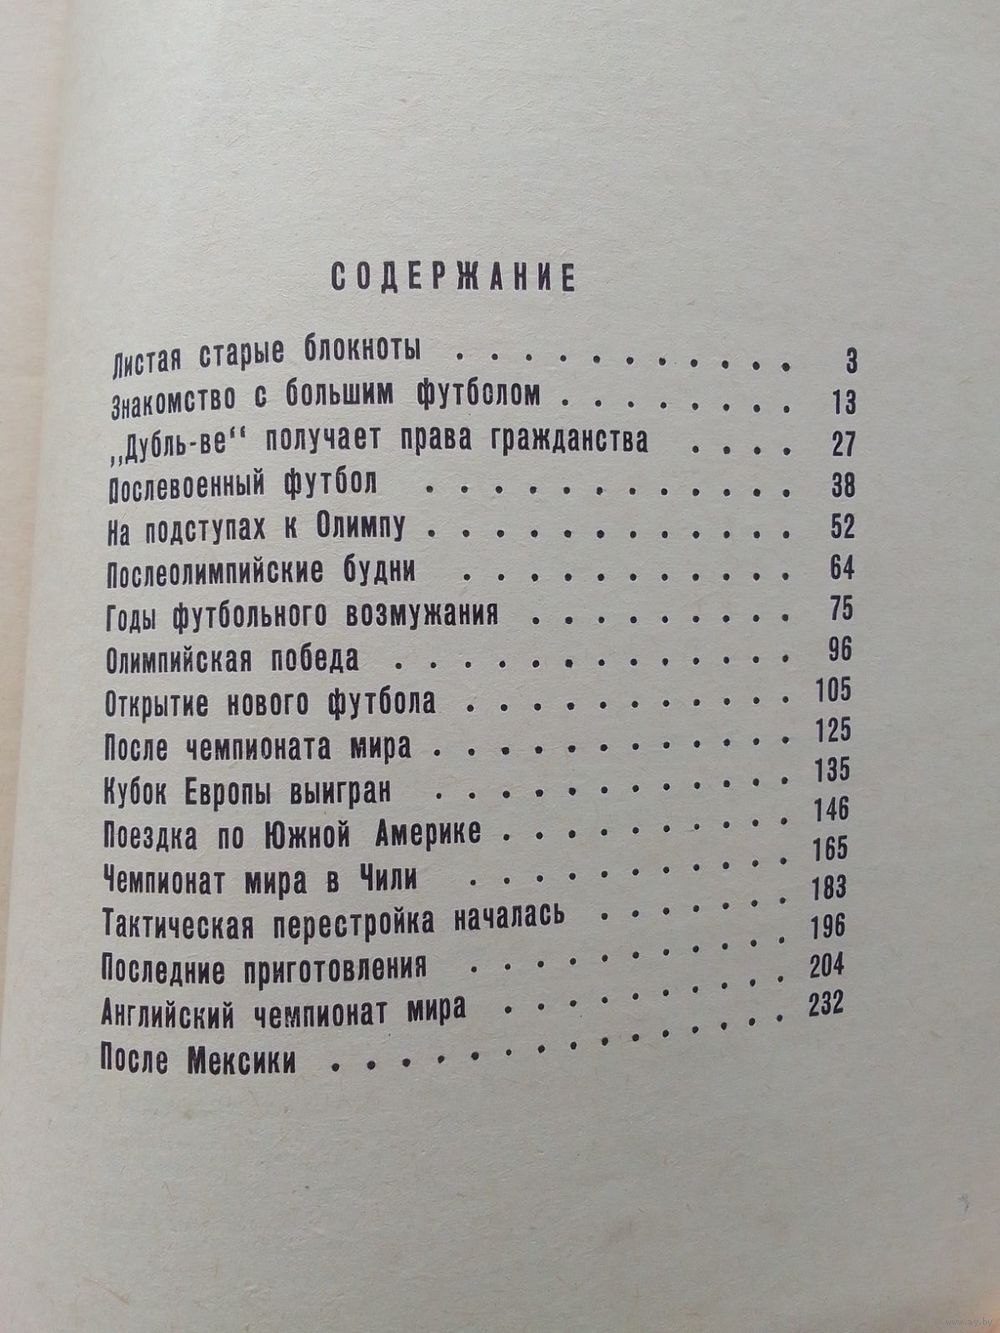 СОДЕРЖАНИЕ
Листая старые блокноты . . . . . . . . . . . 3
Знакомство с большим футболом . . . . . . . . 13
„Дубль-ве“ получает права гражданства . . . . 27
Послевоенный футбол . . . . . . . . . . . 38
На подступах к Олимпу . . . . . . . . . . . 52
Послеолимпийские будни . . . . . . . . . . 64
Годы футбольного возмужания . . . . . . . . 75
Олимпийская победа . . . . . . . . . . . . 96
Открытие нового футбола . . . . . . . . . . 105
После чемпионата мира . . . . . . . . . . . 125
Кубок Европы выигран . . . . . . . . . . . 135
Поездка по Южной Америке . . . . . . . . . 146
Чемпионат мира в Чили . . . . . . . . . . 165
Тактическая перестройка началась . . . . . . 183
Последние приготовления . . . . . . . . . . 196
Английский чемпионат мира . . . . . . . . . 204
После Мексики . . . . . . . . . . . . . . 232
www.ay.by